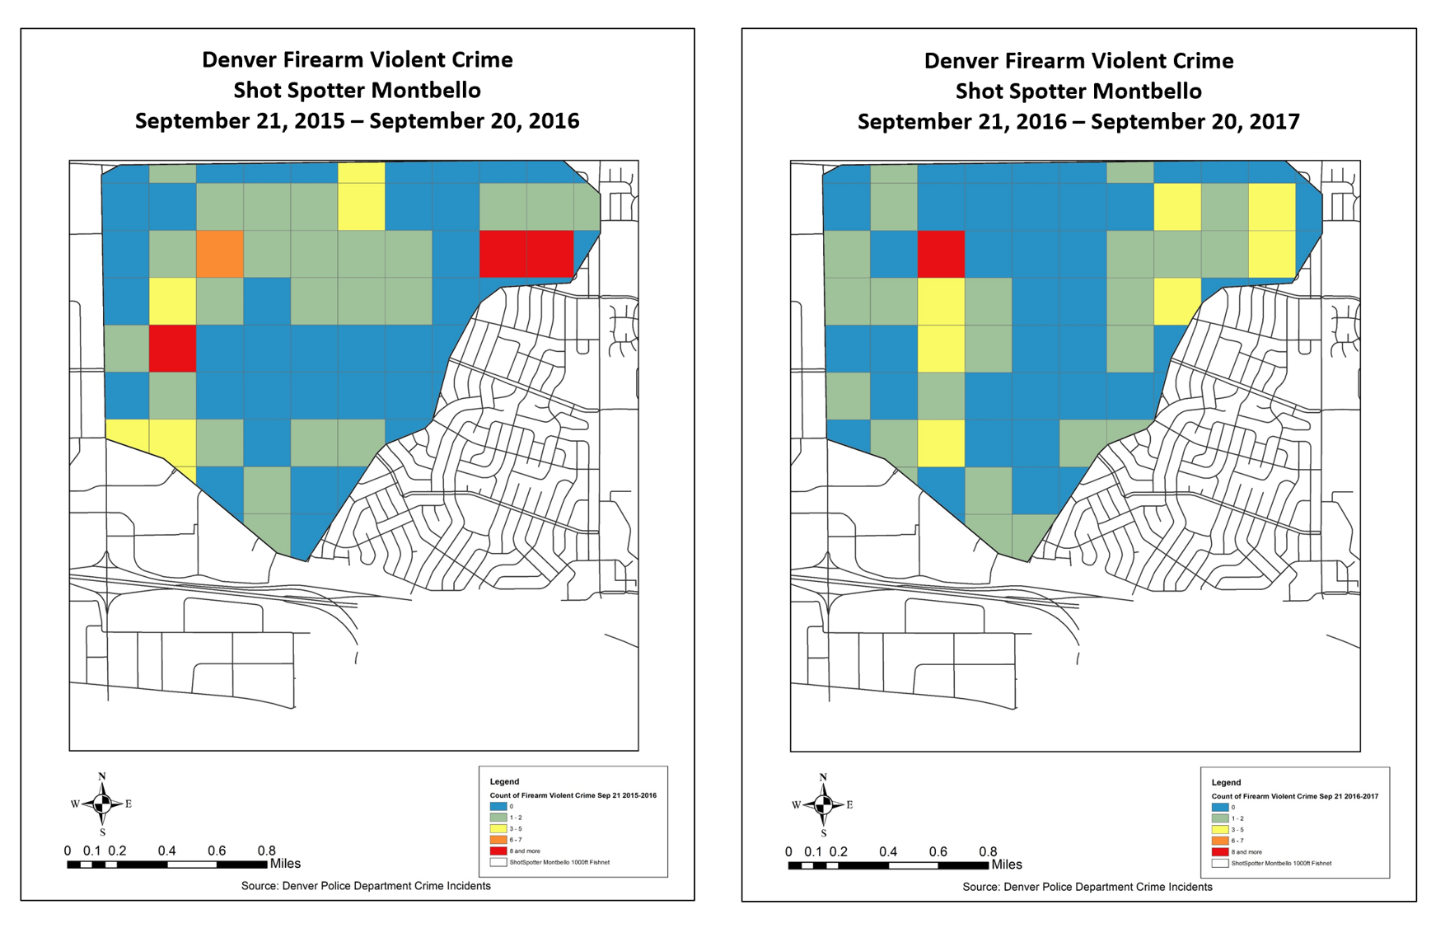 Denver Firearm Violent Crime
Shot Spotter Montbello
September 21, 2015 – September 20, 2016
N
W
E
S
0 0.1 0.2 0.4 0.6 0.8
Miles
Legend
Count of Firearm Violent Crime Sep 21 2015-2016
0
1 - 2
3 - 5
6 - 7
8 and more
ShotSpotter Montbello 1000ft Fishnet
Source: Denver Police Department Crime Incidents
Denver Firearm Violent Crime
Shot Spotter Montbello
September 21, 2016 – September 20, 2017
N
W
E
S
0 0.1 0.2 0.4 0.6 0.8
Miles
Legend
Count of Firearm Violent Crime Sep 21 2016-2017
0
1 - 2
3 - 5
6 - 7
8 and more
ShotSpotter Montbello 1000ft Fishnet
Source: Denver Police Department Crime Incidents